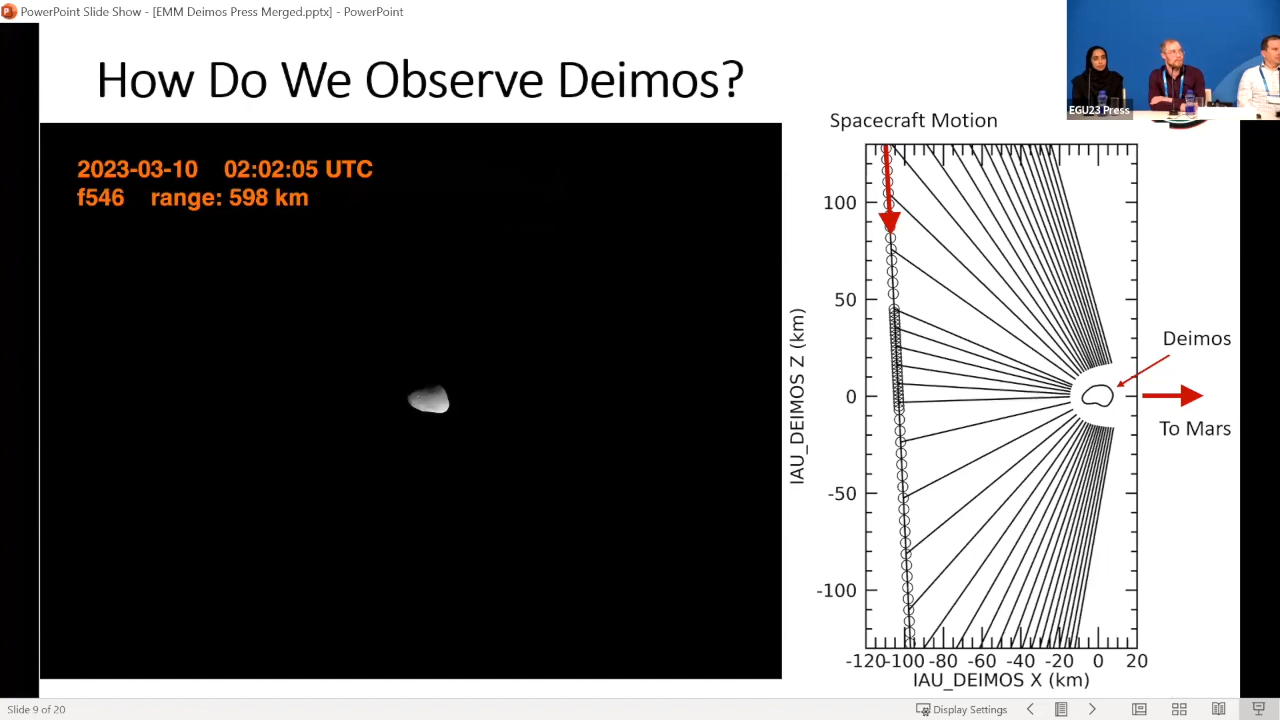 PowerPoint Slide Show - [EMM Deimos Press Merged.pptx] - PowerPoint
How Do We Observe Deimos?
EGU23 Press
2023-03-10 02:02:05 UTC
f546 range: 598 km
Spacecraft Motion
100
50
0
-50
-100
IAU_DEIMOS Z (km)
Deimos
To Mars
-120 -100 -80 -60 -40 -20 0 20
IAU_DEIMOS X (km)
Slide 9 of 20
Display Settings